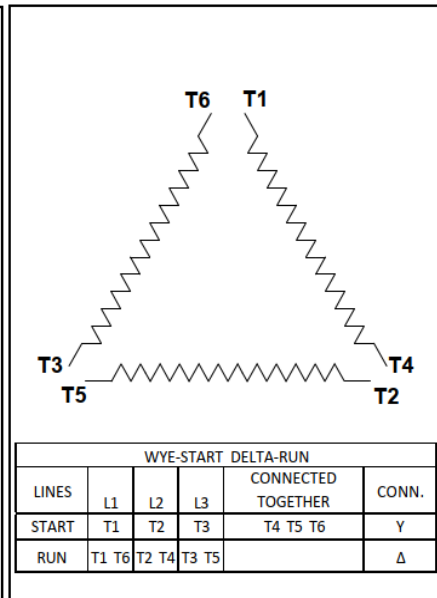 T6 T1
T3 T4
T5 T2
WYE-START DELTA-RUN
LINES L1 L2 L3 CONNECTED TOGETHER CONN.
START T1 T2 T3 T4 T5 T6 Y
RUN T1 T6 T2 T4 T3 T5 Δ